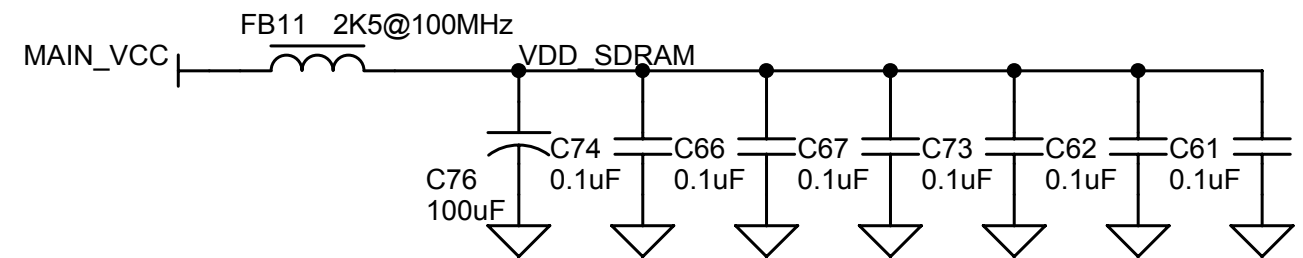 FB11 2K5@100MHz
MAIN_VCC
VDD_SDRAM
C76
100uF
C74
0.1uF
C66
0.1uF
C67
0.1uF
C73
0.1uF
C62
0.1uF
C61
0.1uF